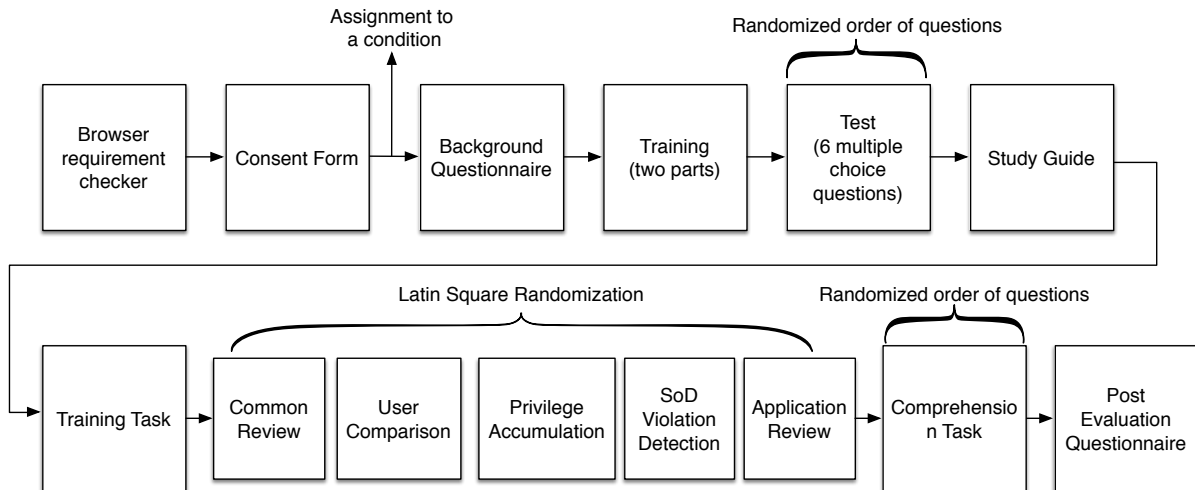 Assignment to
a condition
Randomized order of questions
Browser
requirement
checker
Consent Form
Background
Questionnaire
Training
(two parts)
Test
(6 multiple
choice
questions)
Study Guide
Latin Square Randomization
Randomized order of questions
Training Task
Common
Review
User
Comparison
Privilege
Accumulation
SoD
Violation
Detection
Application
Review
Comprehensio
n Task
Post
Evaluation
Questionnaire